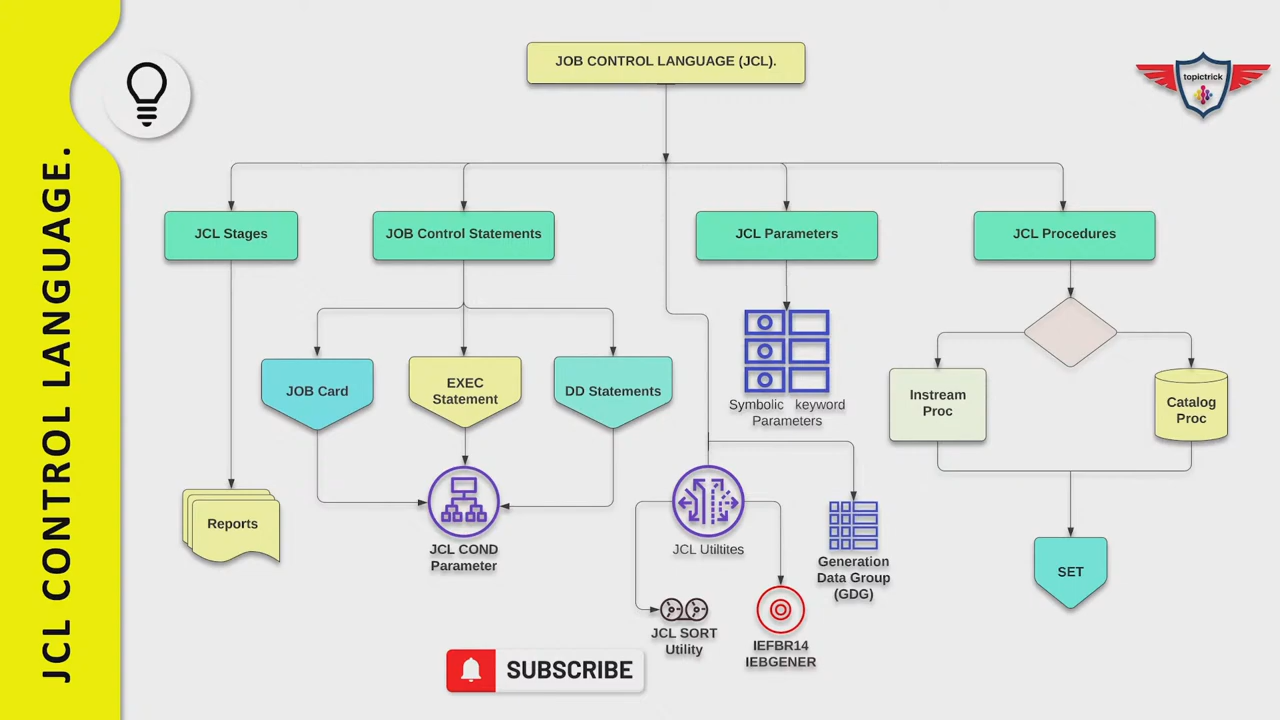 JCL CONTROL LANGUAGE.
JOB CONTROL LANGUAGE (JCL).
topictrick
JCL Stages
JOB Control Statements
JCL Parameters
JCL Procedures
JOB Card
EXEC
Statement
DD Statements
Symbolic keyword
Parameters
Instream
Proc
Catalog
Proc
Reports
JCL COND
Parameter
JCL Utiltites
Generation
Data Group
(GDG)
SET
JCL SORT
Utility
IEFBR14
IEBGENER
SUBSCRIBE